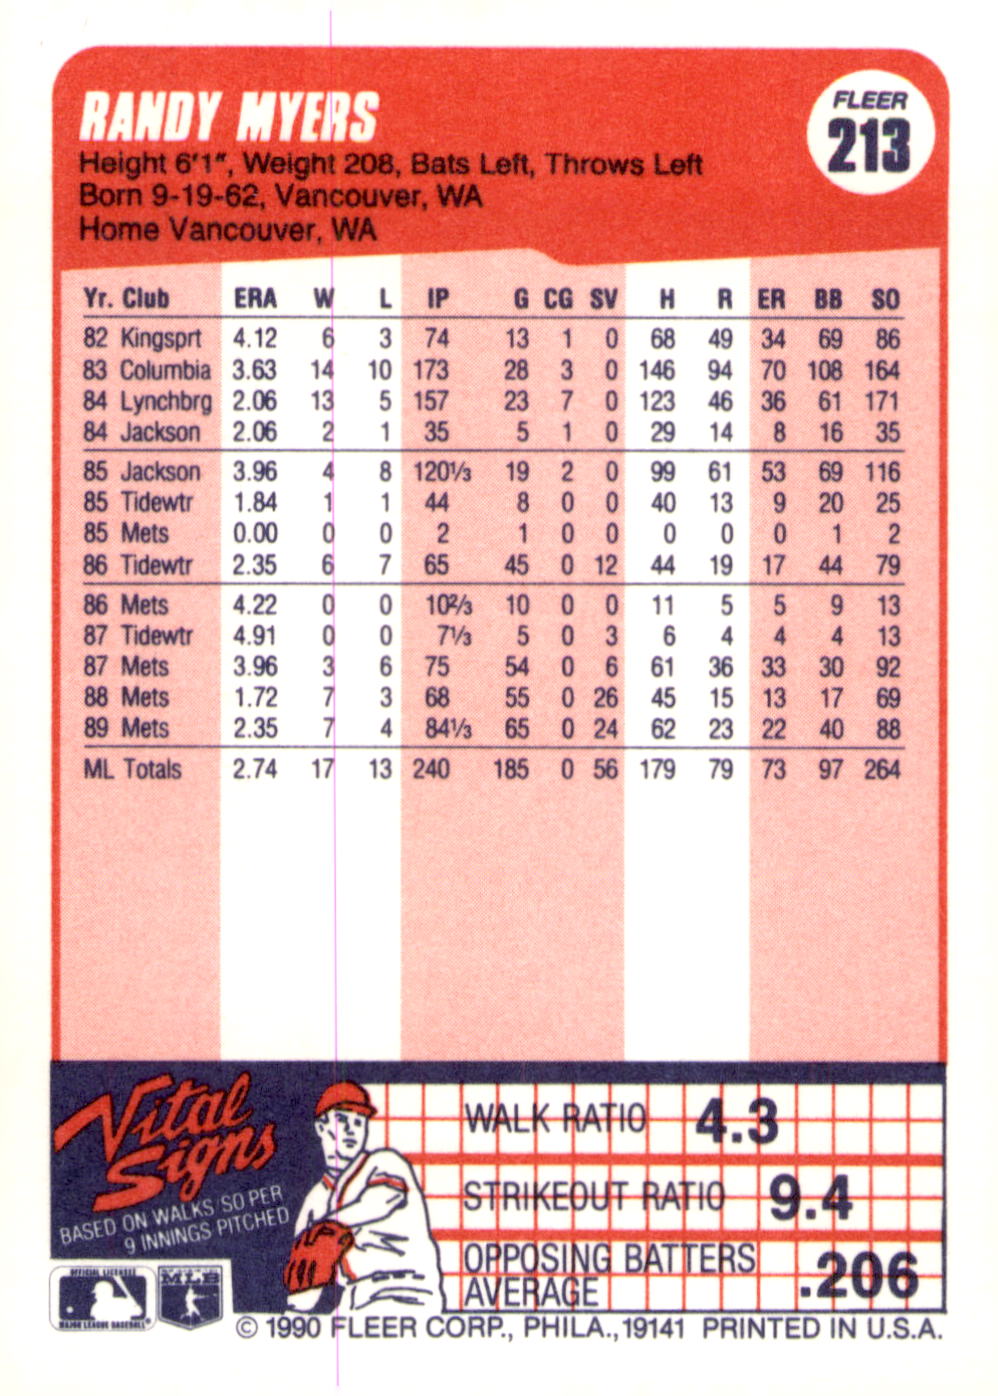 RANDY MYERS
FLEER
213
Height 6'1", Weight 208, Bats Left, Throws Left
Born 9-19-62, Vancouver, WA
Home Vancouver, WA
Yr. Club ERA W L IP G CG SV H R ER BB SO
82 Kingsprt 4.12 6 3 74 13 1 0 68 49 34 69 86
83 Columbia 3.63 14 10 173 28 3 0 146 94 70 108 164
84 Lynchbrg 2.06 13 5 157 23 7 0 123 46 36 61 171
84 Jackson 2.06 2 1 35 5 1 0 29 14 8 16 35
85 Jackson 3.96 4 8 120⅓ 19 2 0 99 61 53 69 116
85 Tidewtr 1.84 1 1 44 8 0 0 40 13 9 20 25
85 Mets 0.00 0 0 2 1 0 0 0 0 0 1 2
86 Tidewtr 2.35 6 7 65 45 0 12 44 19 17 44 79
86 Mets 4.22 0 0 10⅔ 10 0 0 11 5 5 9 13
87 Tidewtr 4.91 0 0 7⅓ 5 0 3 6 4 4 4 13
87 Mets 3.96 3 6 75 54 0 6 61 36 33 30 92
88 Mets 1.72 7 3 68 55 0 26 45 15 13 17 69
89 Mets 2.35 7 4 84⅓ 65 0 24 62 23 22 40 88
ML Totals 2.74 17 13 240 185 0 56 179 79 73 97 264
Vital
Signs
BASED ON WALKS/SO PER
9 INNINGS PITCHED
WALK RATIO 4.3
STRIKEOUT RATIO 9.4
OPPOSING BATTERS
AVERAGE .206
OFFICIAL LICENSEE
MAJOR LEAGUE BASEBALL
MLB
© 1990 FLEER CORP., PHILA., 19141 PRINTED IN U.S.A.